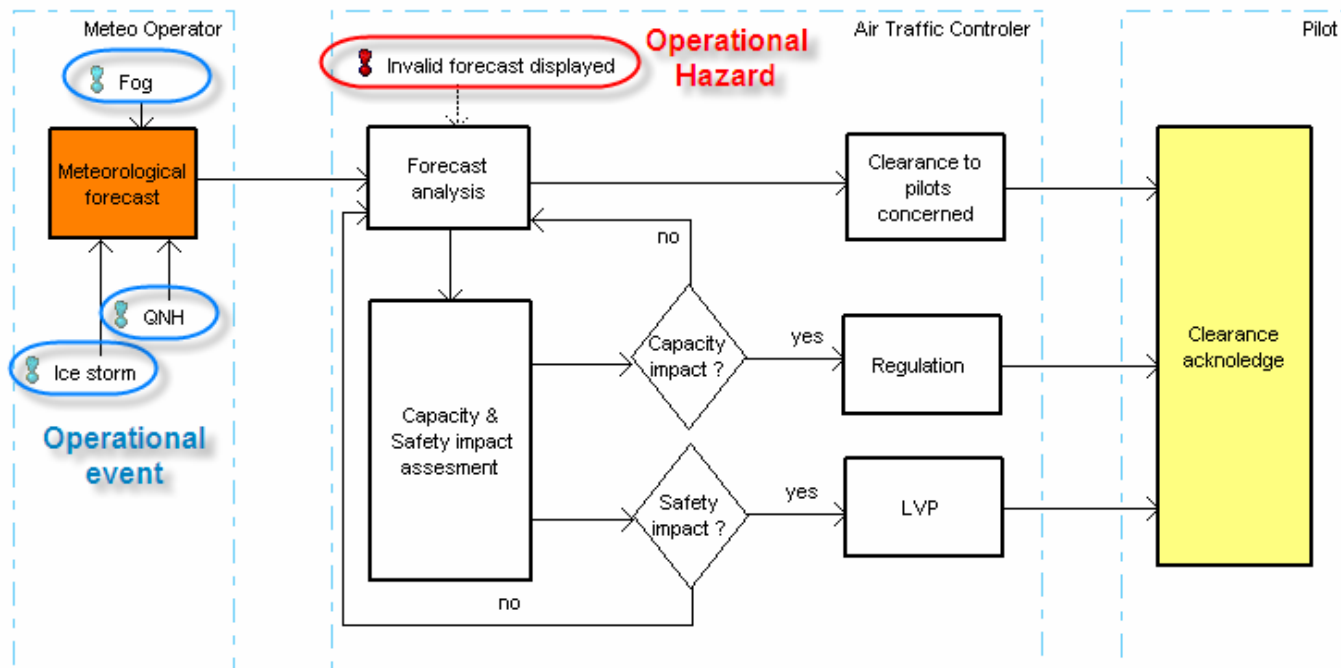 Meteo Operator
Air Traffic Controler
Pilot
Fog
Invalid forecast displayed
Operational
Hazard
Meteorological
forecast
Forecast
analysis
Clearance to
pilots
concerned
no
QNH
Ice storm
Operational
event
Capacity &
Safety impact
assesment
Capacity
impact ?
yes
Regulation
Clearance
acknoledge
Safety
impact ?
yes
LVP
no